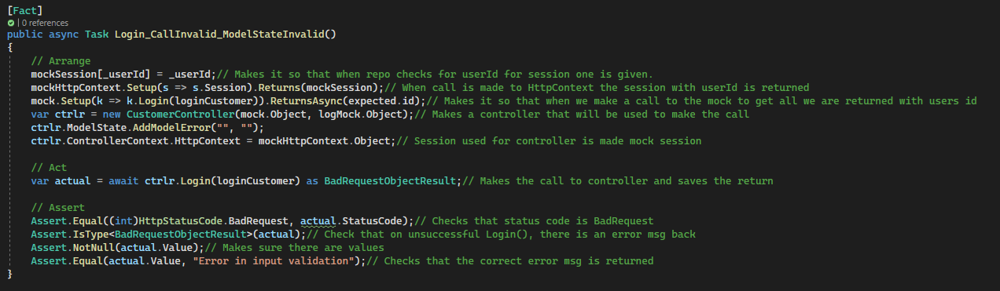 [Fact]
| 0 references
public async Task Login_CallInvalid_ModelStateInvalid()
{
// Arrange
mockSession[_userId] = _userId;// Makes it so that when repo checks for userId for session one is given.
mockHttpContext.Setup(s => s.Session).Returns(mockSession);// When call is made to HttpContext the session with userId is returned
mock.Setup(k => k.Login(loginCustomer)).ReturnsAsync(expected.id);// Makes it so that when we make a call to the mock to get all we are returned with users id
var ctrlr = new CustomerController(mock.Object, logMock.Object);// Makes a controller that will be used to make the call
ctrlr.ModelState.AddModelError("", "");
ctrlr.ControllerContext.HttpContext = mockHttpContext.Object;// Session used for controller is made mock session
// Act
var actual = await ctrlr.Login(loginCustomer) as BadRequestObjectResult;// Makes the call to controller and saves the return
// Assert
Assert.Equal((int)HttpStatusCode.BadRequest, actual.StatusCode);// Checks that status code is BadRequest
Assert.IsType<BadRequestObjectResult>(actual);// Check that on unsuccessful Login(), there is an error msg back
Assert.NotNull(actual.Value);// Makes sure there are values
Assert.Equal(actual.Value, "Error in input validation");// Checks that the correct error msg is returned
}